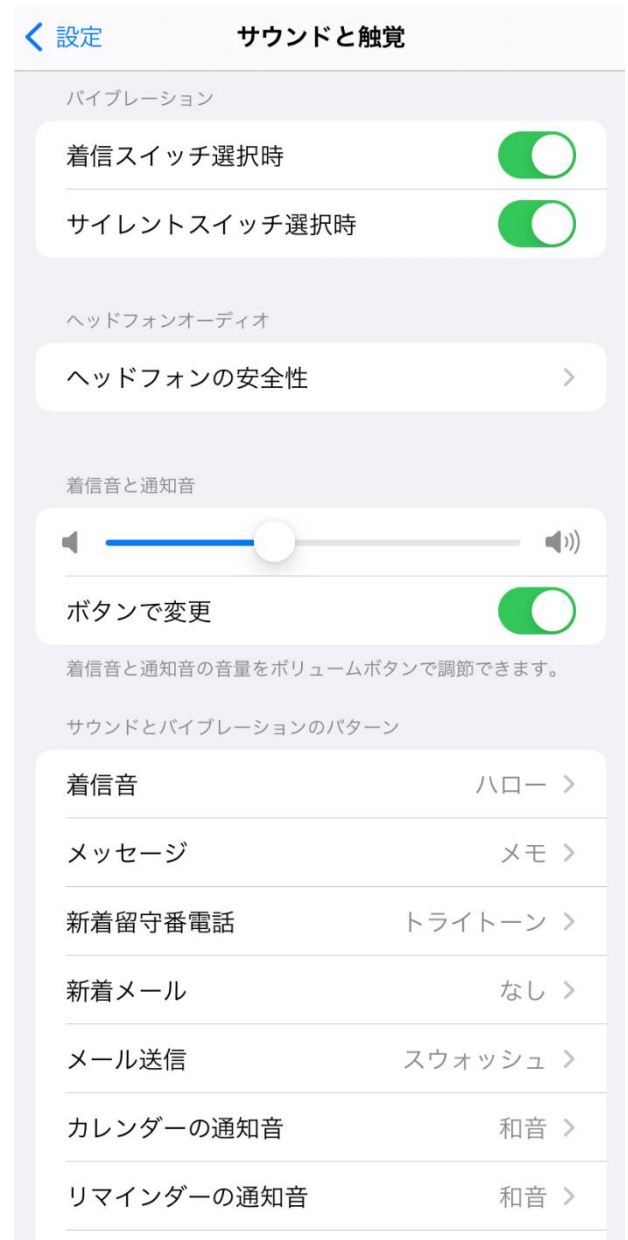 設定 サウンドと触覚
バイブレーション
着信スイッチ選択時
サイレントスイッチ選択時
ヘッドフォンオーディオ
ヘッドフォンの安全性
着信音と通知音
ボタンで変更
着信音と通知音の音量をボリュームボタンで調節できます。
サウンドとバイブレーションのパターン
着信音 ハロー
メッセージ メモ
新着留守番電話 トライトーン
新着メール なし
メール送信 スウォッシュ
カレンダーの通知音 和音
リマインダーの通知音 和音